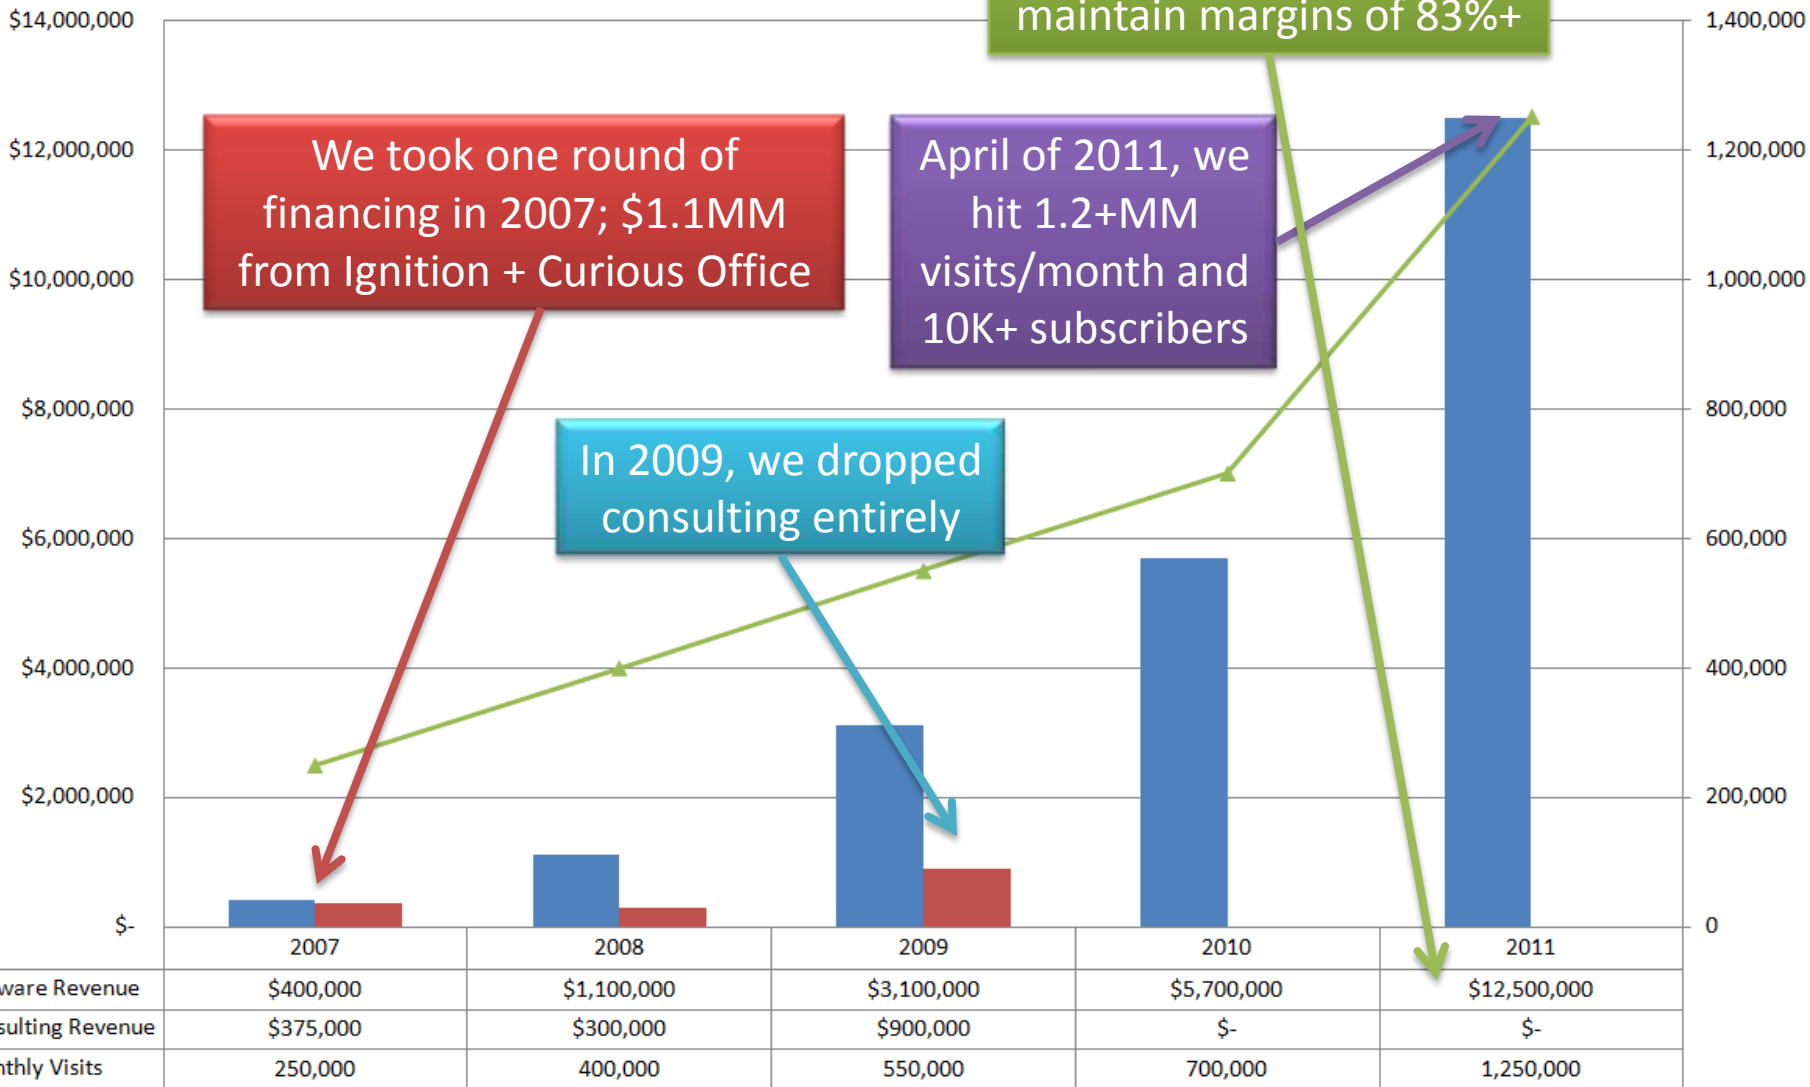 maintain margins of 83%+
$14,000,000
1,400,000
We took one round of
financing in 2007; $1.1MM
from Ignition + Curious Office
April of 2011, we
hit 1.2+MM
visits/month and
10K+ subscribers
$12,000,000
1,200,000
$10,000,000
1,000,000
$8,000,000
800,000
In 2009, we dropped
consulting entirely
$6,000,000
600,000
$4,000,000
400,000
$2,000,000
200,000
$-
0
2007 2008 2009 2010 2011
ware Revenue $400,000 $1,100,000 $3,100,000 $5,700,000 $12,500,000
sulting Revenue $375,000 $300,000 $900,000 $- $-
nthly Visits 250,000 400,000 550,000 700,000 1,250,000